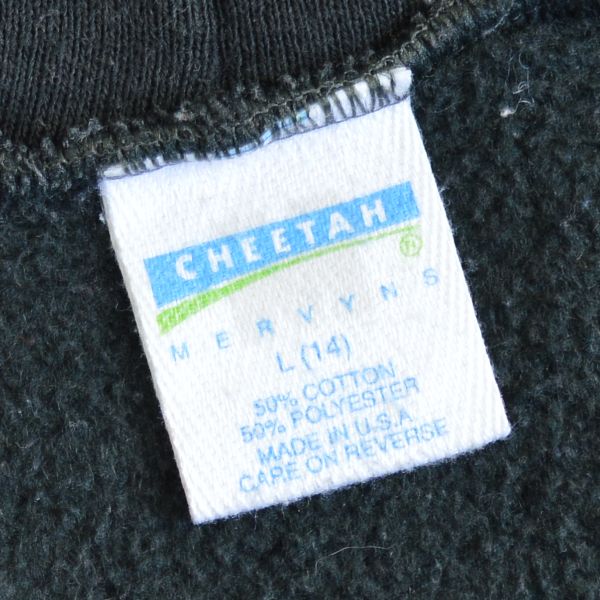 CHEETAH ®
MERVYNS
L (14)
50% COTTON
50% POLYESTER
MADE IN U.S.A.
CARE ON REVERSE